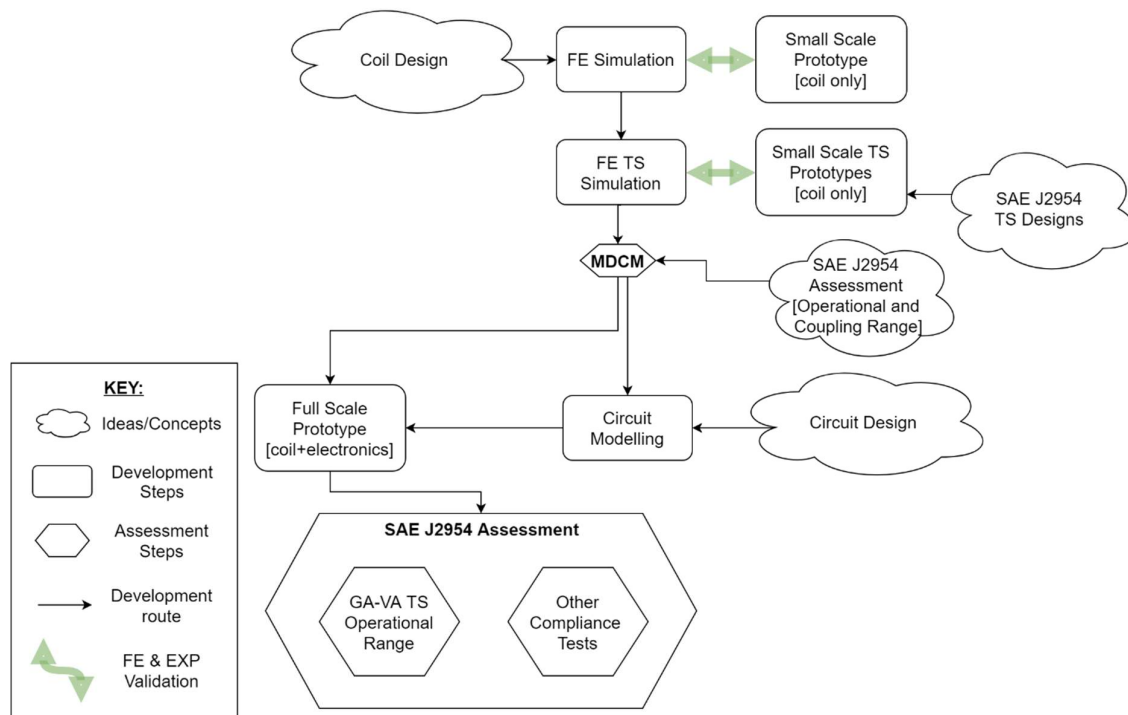 Coil Design
FE Simulation
Small Scale
Prototype
[coil only]
FE TS
Simulation
Small Scale TS
Prototypes
[coil only]
SAE J2954
TS Designs
MDCM
SAE J2954
Assessment
[Operational and
Coupling Range]
Full Scale
Prototype
[coil+electronics]
Circuit
Modelling
Circuit Design
SAE J2954 Assessment
GA-VA TS
Operational
Range
Other
Compliance
Tests
KEY:
Ideas/Concepts
Development
Steps
Assessment
Steps
Development
route
FE & EXP
Validation